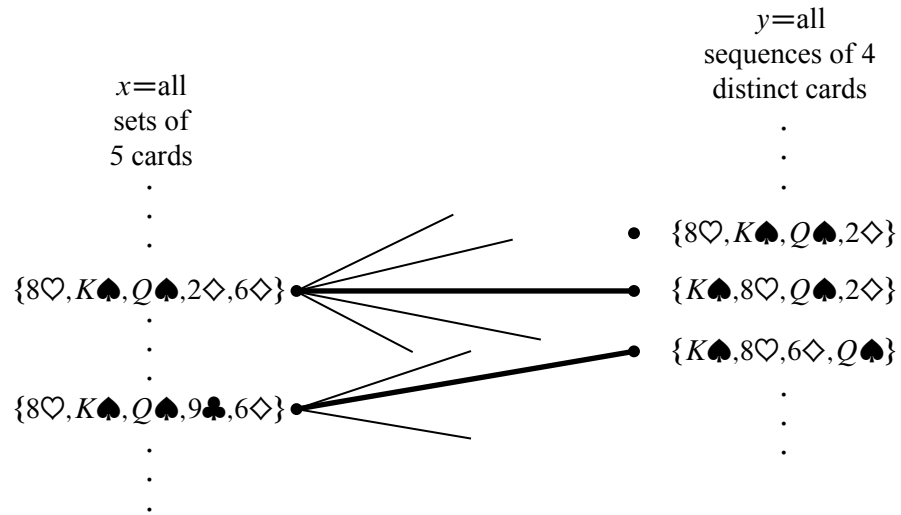 x=all
sets of
5 cards
{8♡,K♠,Q♠,2♢,6♢}
{8♡,K♠,Q♠,9♣,6♢}
y=all
sequences of 4
distinct cards
{8♡,K♠,Q♠,2♢}
{K♠,8♡,Q♠,2♢}
{K♠,8♡,6♢,Q♠}